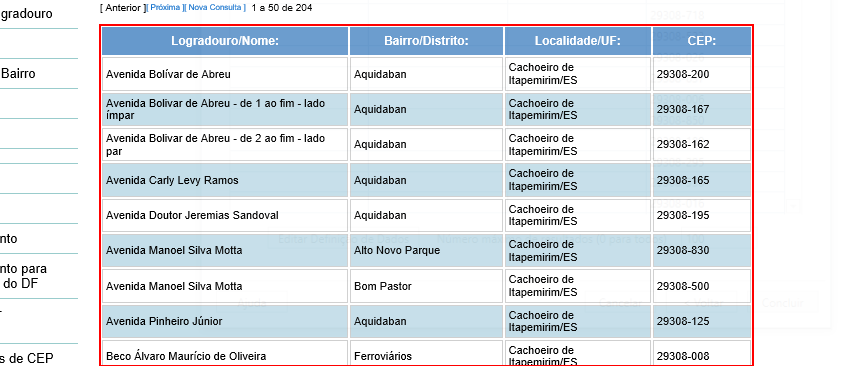 [ Anterior ][ Próxima ][ Nova Consulta ] 1 a 50 de 204
ogradouro
Bairro
nto
nto para
do DF
s de CEP
Logradouro/Nome: Bairro/Distrito: Localidade/UF: CEP:
Avenida Bolívar de Abreu Aquidaban Cachoeiro de
Itapemirim/ES 29308-200
Avenida Bolivar de Abreu - de 1 ao fim - lado
ímpar Aquidaban Cachoeiro de
Itapemirim/ES 29308-167
Avenida Bolivar de Abreu - de 2 ao fim - lado
par Aquidaban Cachoeiro de
Itapemirim/ES 29308-162
Avenida Carly Levy Ramos Aquidaban Cachoeiro de
Itapemirim/ES 29308-165
Avenida Doutor Jeremias Sandoval Aquidaban Cachoeiro de
Itapemirim/ES 29308-195
Avenida Manoel Silva Motta Alto Novo Parque Cachoeiro de
Itapemirim/ES 29308-830
Avenida Manoel Silva Motta Bom Pastor Cachoeiro de
Itapemirim/ES 29308-500
Avenida Pinheiro Júnior Aquidaban Cachoeiro de
Itapemirim/ES 29308-125
Beco Álvaro Maurício de Oliveira Ferroviários Cachoeiro de
Itapemirim/ES 29308-008